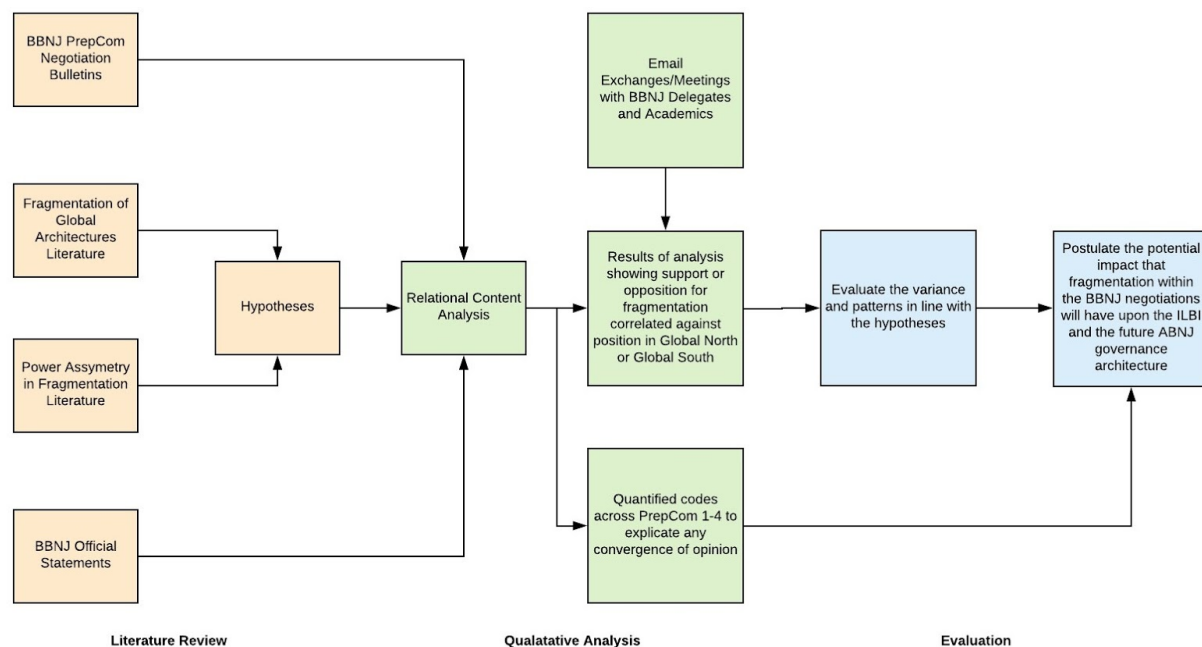 BBNJ PrepCom
Negotiation
Bulletins
Fragmentation of
Global
Architectures
Literature
Power Assymetry
in Fragmentation
Literature
BBNJ Official
Statements
Hypotheses
Relational Content
Analysis
Email
Exchanges/Meetings
with BBNJ Delegates
and Academics
Results of analysis
showing support or
opposition for
fragmentation
correlated against
position in Global North
or Global South
Quantified codes
across PrepCom 1-4 to
explicate any
convergence of opinion
Evaluate the variance
and patterns in line with
the hypotheses
Postulate the potential
impact that
fragmentation within
the BBNJ negotiations
will have upon the ILBI
and the future ABNJ
governance
architecture
Literature Review
Qualatative Analysis
Evaluation